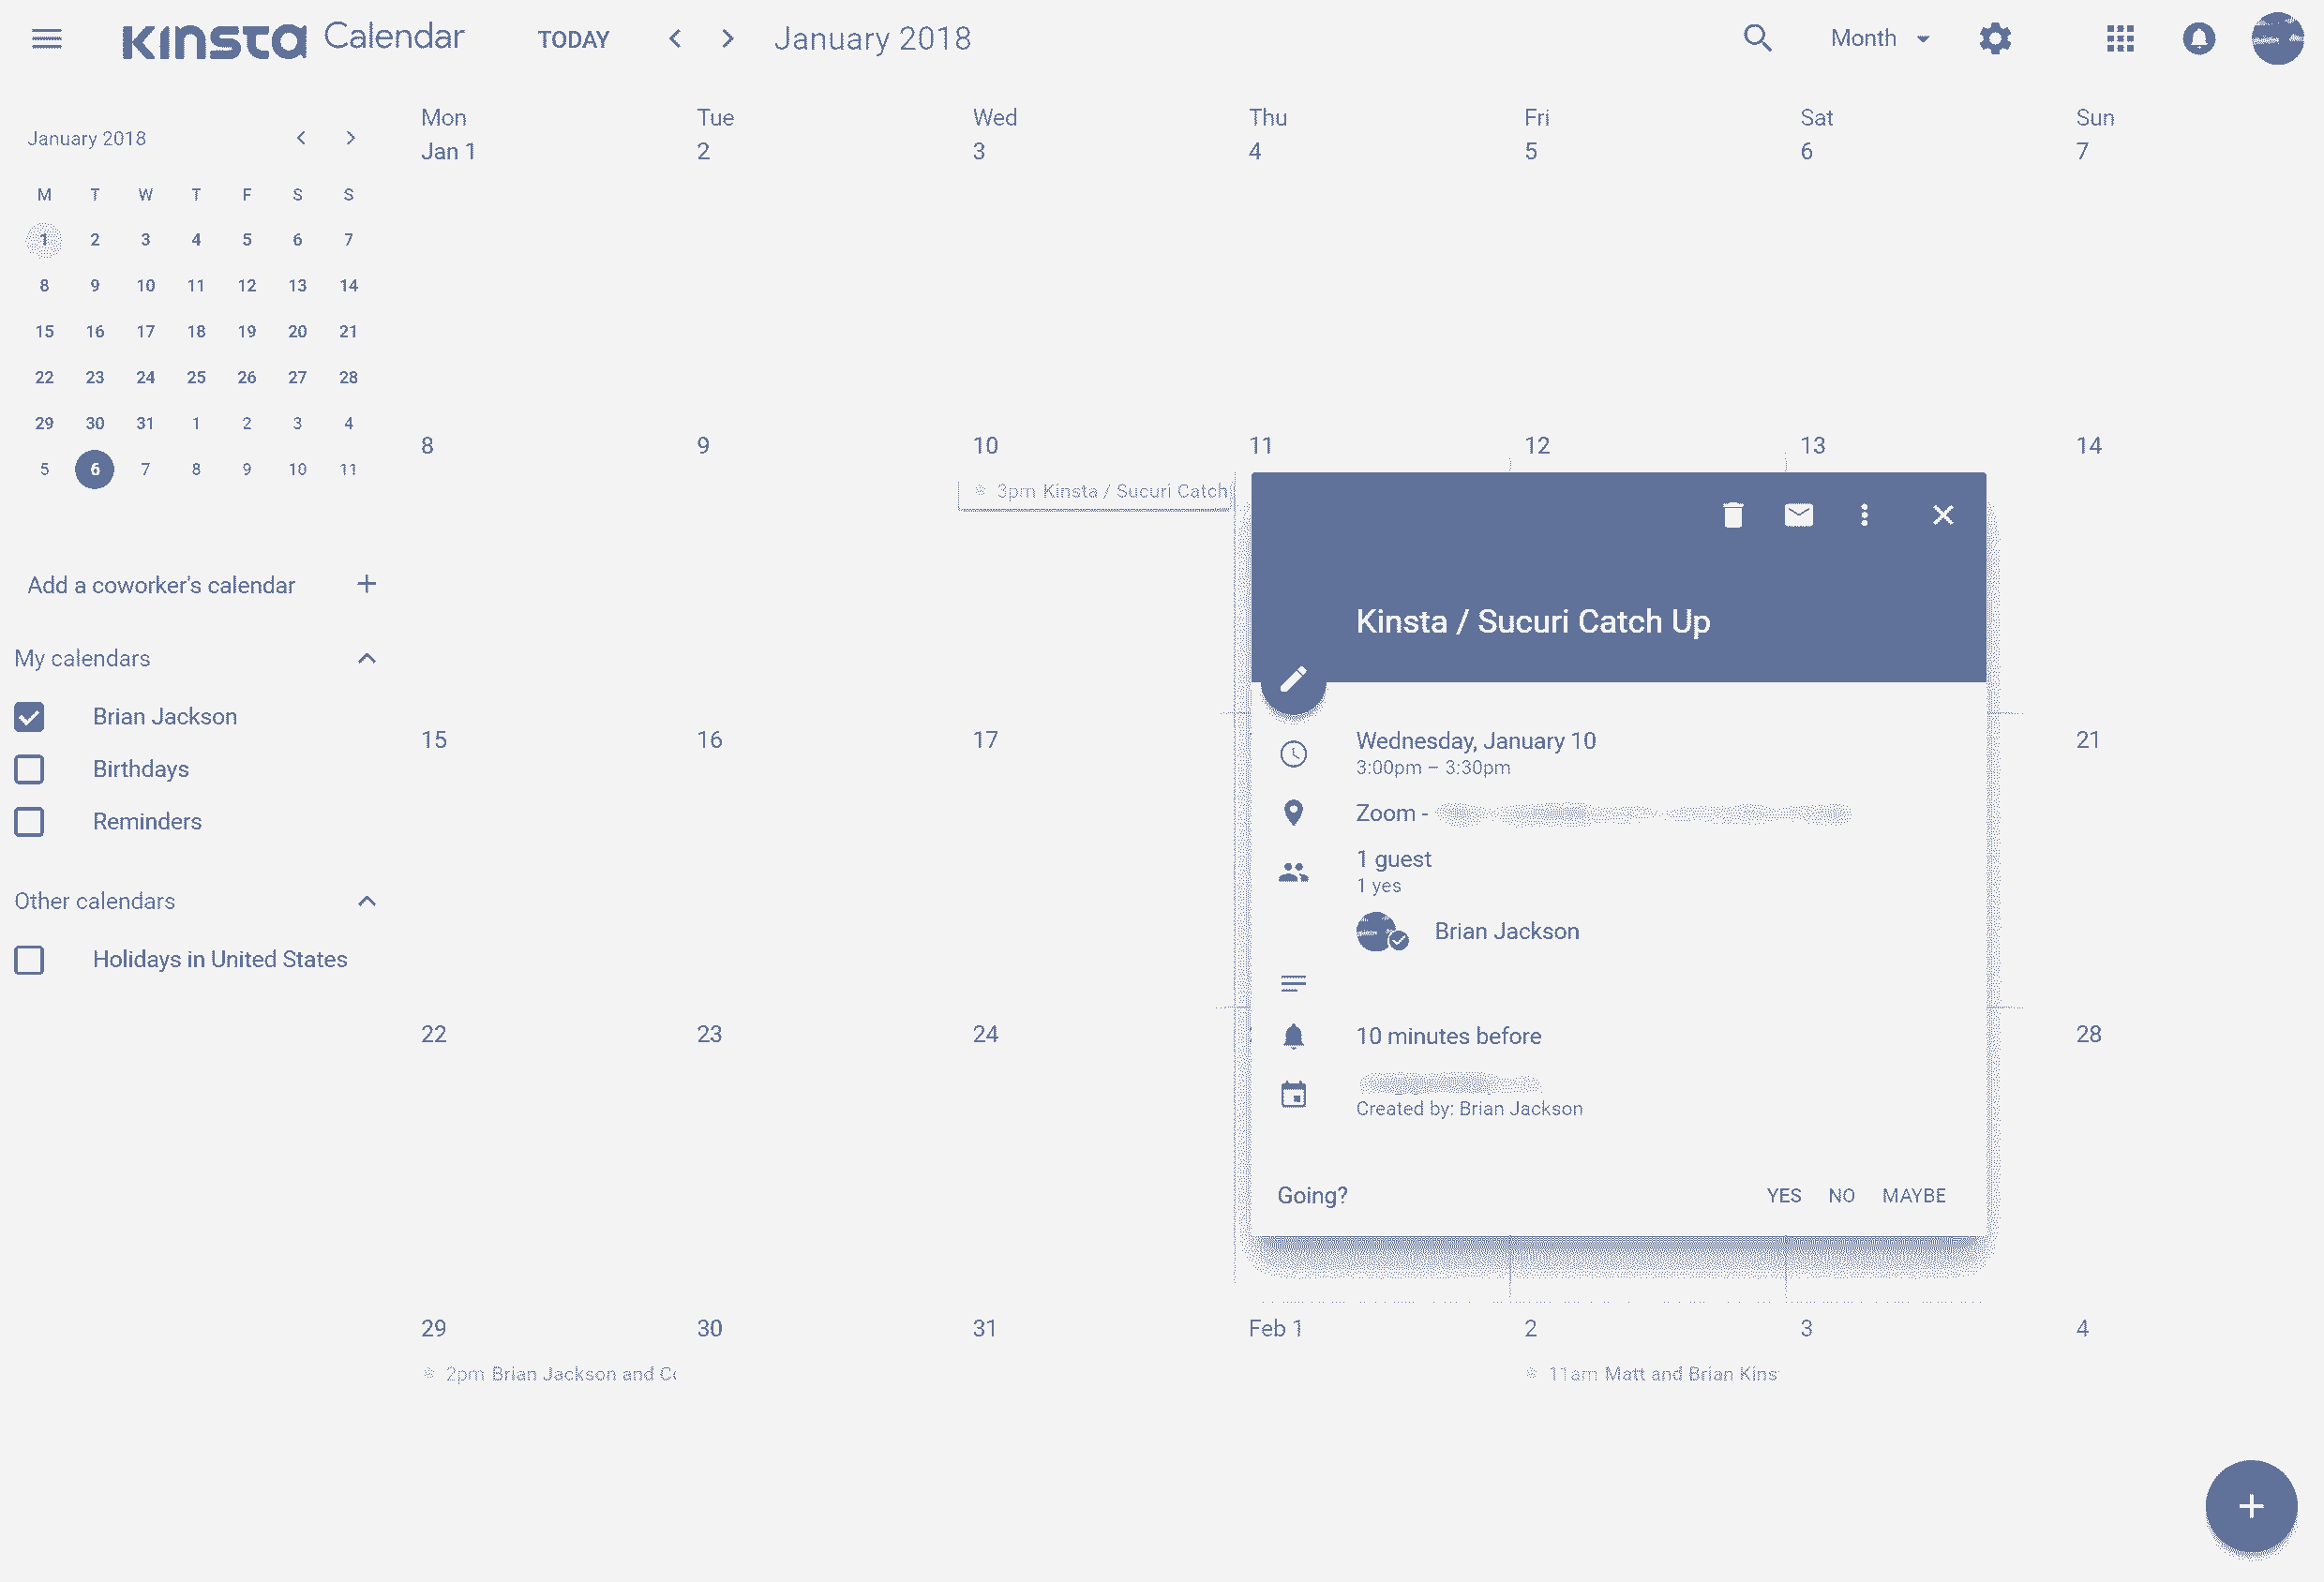 Kinsta Calendar TODAY January 2018 Month
January 2018
M T W T F S S
1 2 3 4 5 6 7
8 9 10 11 12 13 14
15 16 17 18 19 20 21
22 23 24 25 26 27 28
29 30 31 1 2 3 4
5 6 7 8 9 10 11
Add a coworker's calendar
My calendars
Brian Jackson
Birthdays
Reminders
Other calendars
Holidays in United States
Mon Tue Wed Thu Fri Sat Sun
Jan 1 2 3 4 5 6 7
8 9 10 11 12 13 14
3pm Kinsta / Sucuri Catch
15 16 17 21
22 23 24 28
29 30 31 Feb 1 2 3 4
2pm Brian Jackson and 11am Matt and Brian Kins
Kinsta / Sucuri Catch Up
Wednesday, January 10
3:00pm – 3:30pm
Zoom -
1 guest
1 yes
Brian Jackson
10 minutes before
Created by: Brian Jackson
Going? YES NO MAYBE